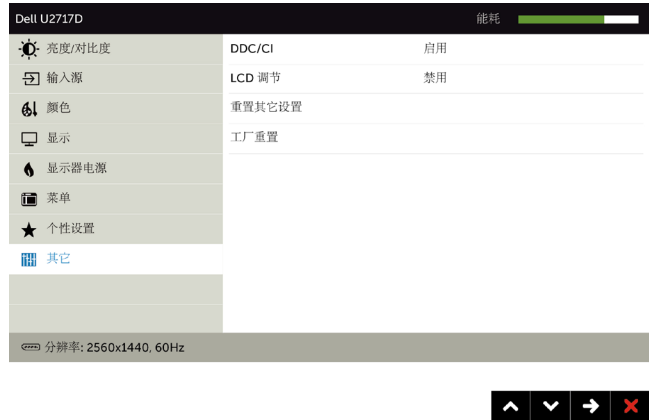 Dell U2717D 能耗
亮度/对比度 DDC/CI 启用
输入源 LCD 调节 禁用
颜色 重置其它设置
显示 工厂重置
显示器电源
菜单
个性设置
其它
分辨率: 2560x1440, 60Hz